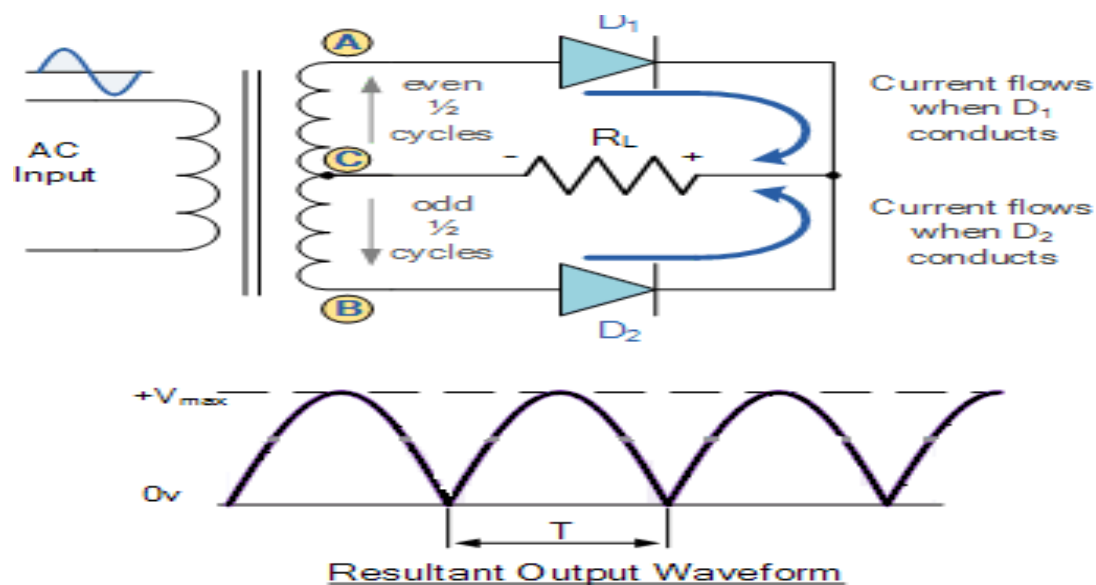 D₁
A
even
½
cycles
Current flows
when D₁
conducts
AC
Input
C
- R_L +
odd
½
cycles
Current flows
when D₂
conducts
B
D₂
+Vmax
0v
T
Resultant Output Waveform